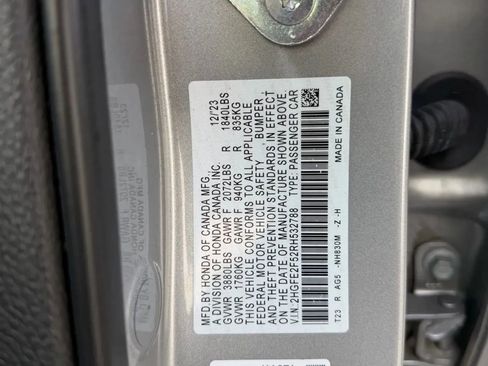 MFD. BY HONDA OF CANADA MFG., 12/23
A DIVISION OF HONDA CANADA INC.
GVWR 3880LBS GAWR F 2072LBS R 1840LBS
GVWR 1760KG GAWR F 940KG R 835KG
THIS VEHICLE CONFORMS TO ALL APPLICABLE
FEDERAL MOTOR VEHICLE SAFETY, BUMPER,
AND THEFT PREVENTION STANDARDS IN EFFECT
ON THE DATE OF MANUFACTURE SHOWN ABOVE.
V.I.N. 2HGFE2F52RH532788 TYPE: PASSENGER CAR
T23 R AG5 -NH830M -Z -H MADE IN CANADA